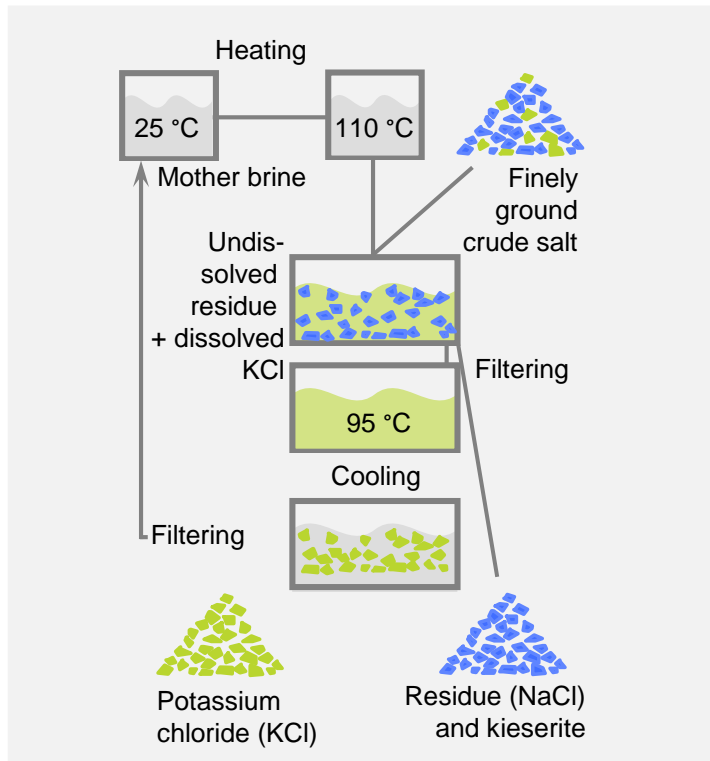 Heating
25 °C
110 °C
Mother brine
Finely
ground
crude salt
Undis-
solved
residue
+ dissolved
KCl
Filtering
95 °C
Cooling
Filtering
Potassium
chloride (KCl)
Residue (NaCl)
and kieserite